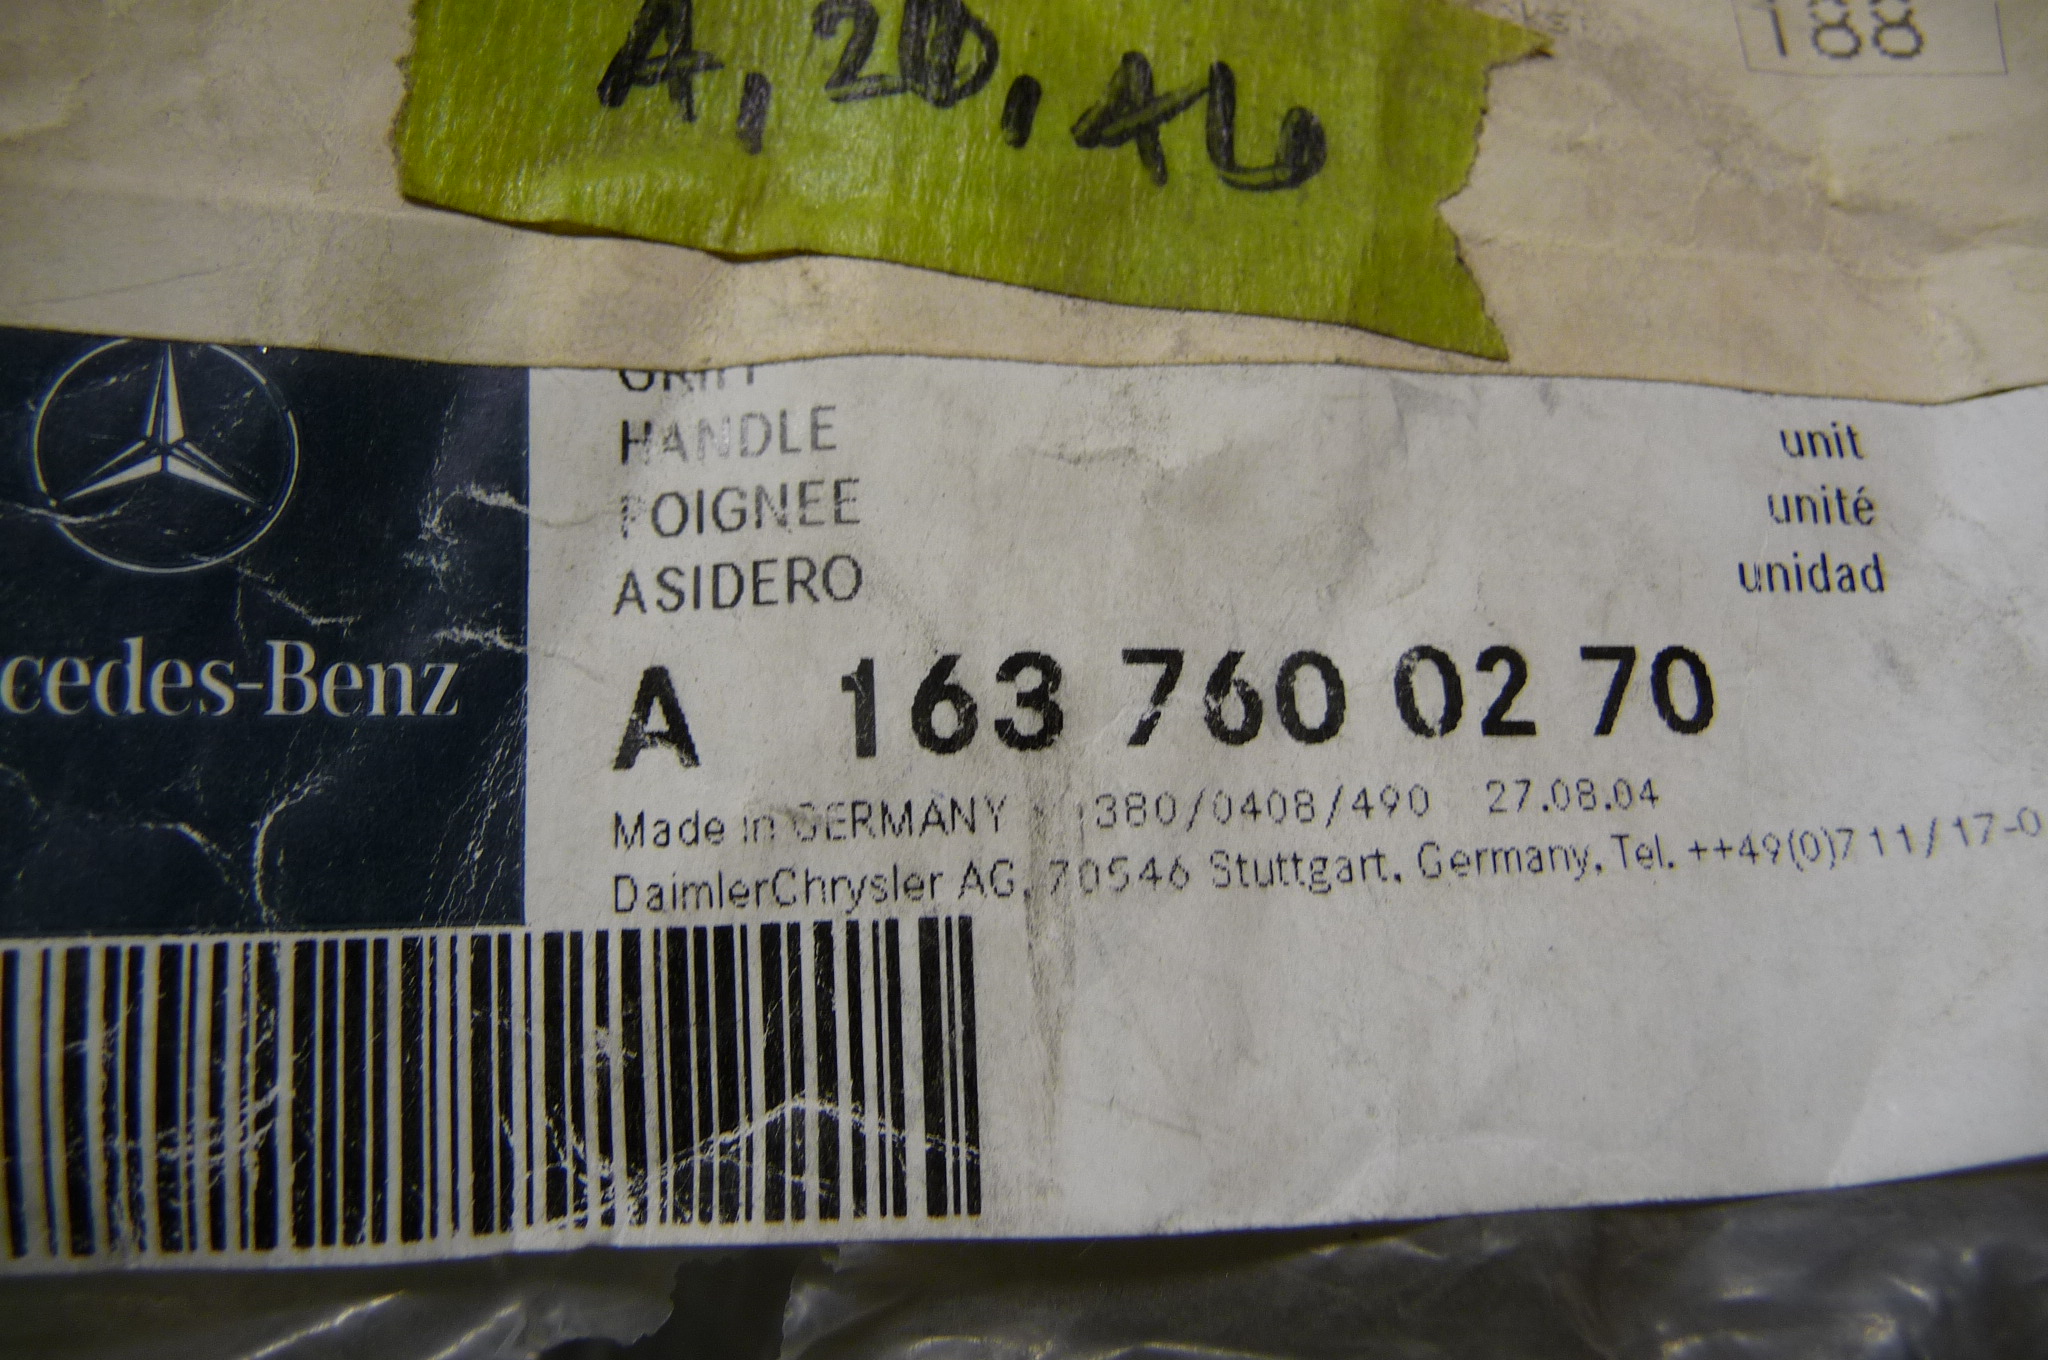 188
A, 2D, 46
HANDLE
unit
POIGNEE
unité
ASIDERO
unidad
cedes-Benz
A 163 760 02 70
Made in GERMANY 380/0408/490 27.08.04
DaimlerChrysler AG, 70546 Stuttgart, Germany, Tel. ++49(0)711/17-0